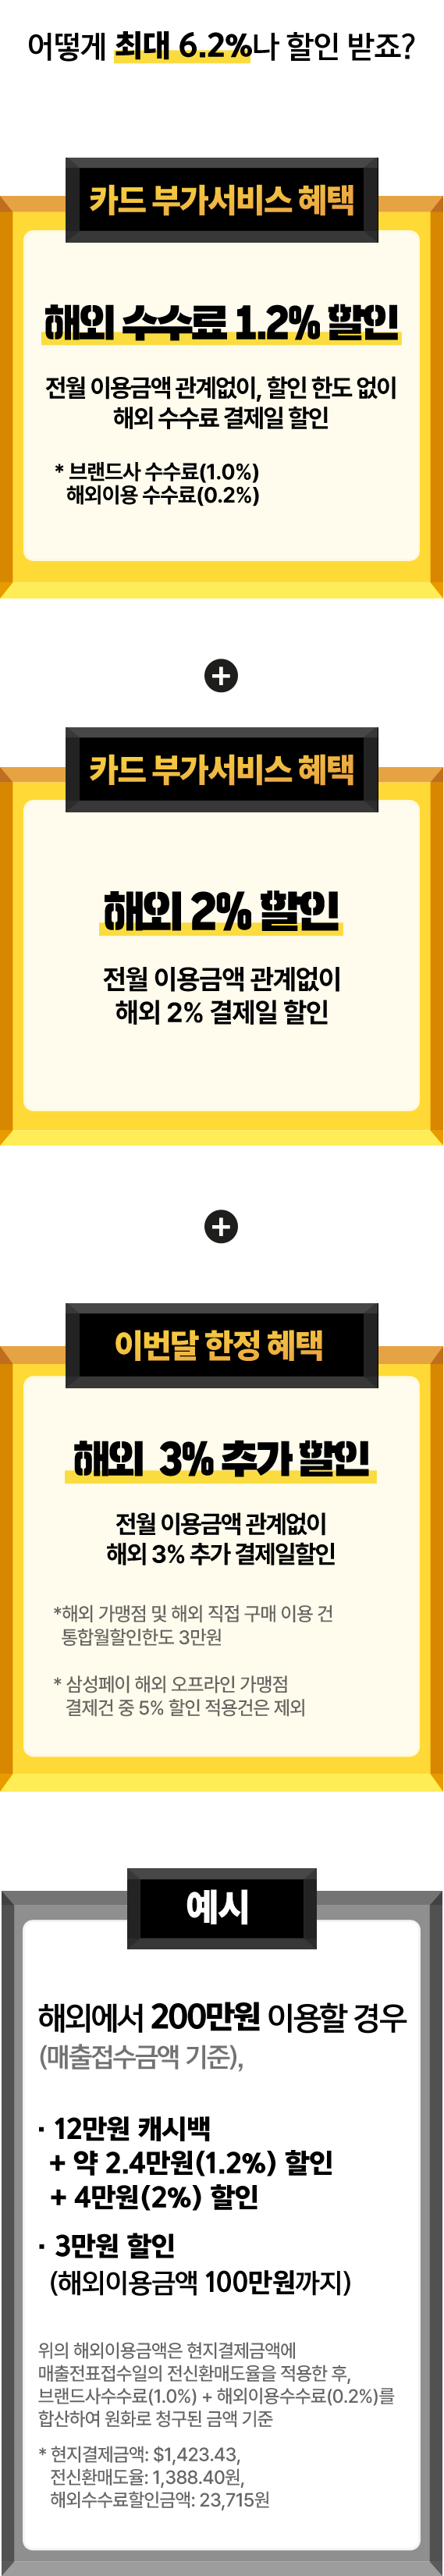 어떻게 최대 6.2%나 할인 받죠?
카드 부가서비스 혜택
해외 수수료 1.2% 할인
전월 이용금액 관계없이, 할인 한도 없이
해외 수수료 결제일 할인
* 브랜드사 수수료(1.0%)
해외이용 수수료(0.2%)
+
카드 부가서비스 혜택
해외 2% 할인
전월 이용금액 관계없이
해외 2% 결제일 할인
+
이번달 한정 혜택
해외 3% 추가 할인
전월 이용금액 관계없이
해외 3% 추가 결제일할인
*해외 가맹점 및 해외 직접 구매 이용 건
통합월할인한도 3만원
* 삼성페이 해외 오프라인 가맹점
결제건 중 5% 할인 적용건은 제외
예시
해외에서 200만원 이용할 경우
(매출접수금액 기준),
· 12만원 캐시백
+ 약 2.4만원(1.2%) 할인
+ 4만원(2%) 할인
· 3만원 할인
(해외이용금액 100만원까지)
위의 해외이용금액은 현지결제금액에
매출전표접수일의 전신환매도율을 적용한 후,
브랜드사수수료(1.0%) + 해외이용수수료(0.2%)를
합산하여 원화로 청구된 금액 기준
* 현지결제금액: $1,423.43,
전신환매도율: 1,388.40원,
해외수수료할인금액: 23,715원